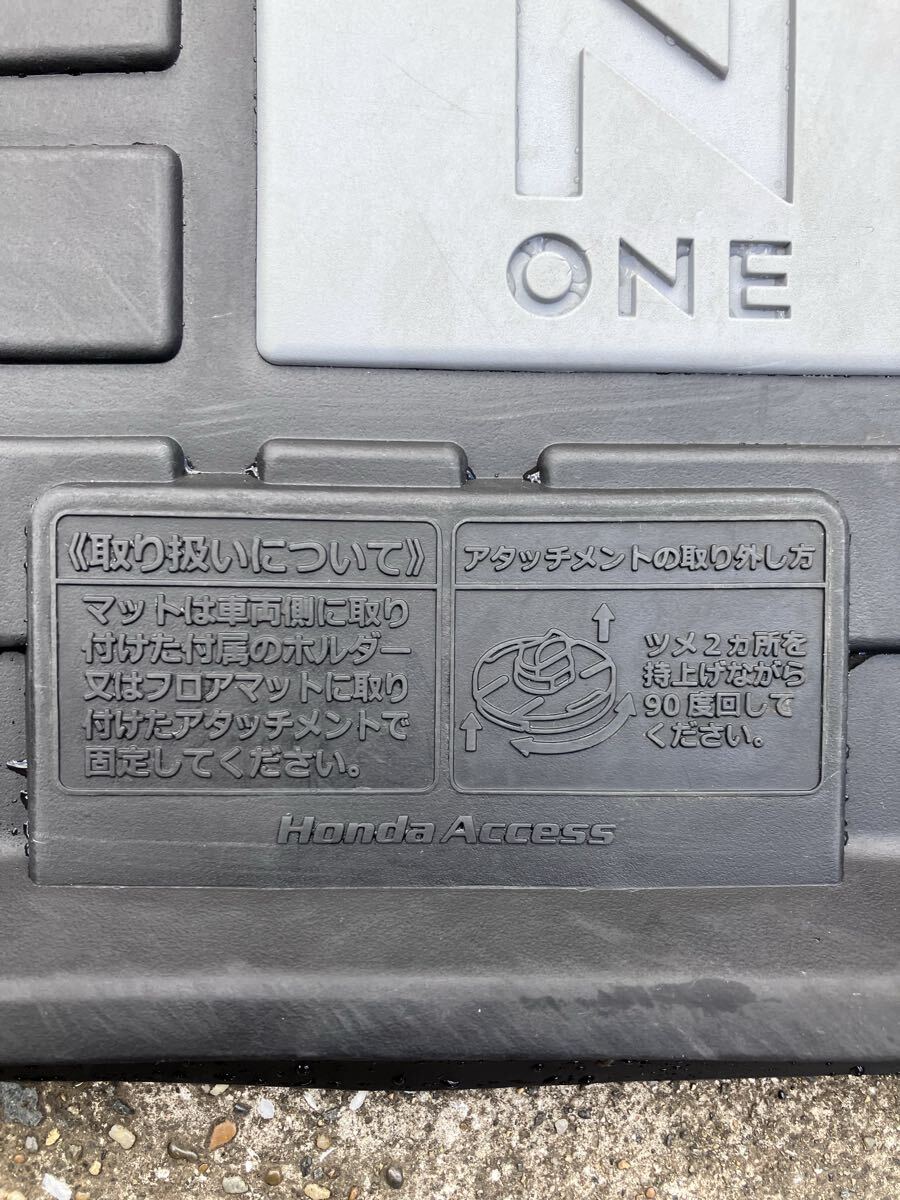 N
ONE
《取り扱いについて》
マットは車両側に取り
付けた付属のホルダー
又はフロアマットに取り
付けたアタッチメントで
固定してください。
アタッチメントの取り外し方
ツメ2ヵ所を
持上げながら
90度回して
ください。
Honda Access